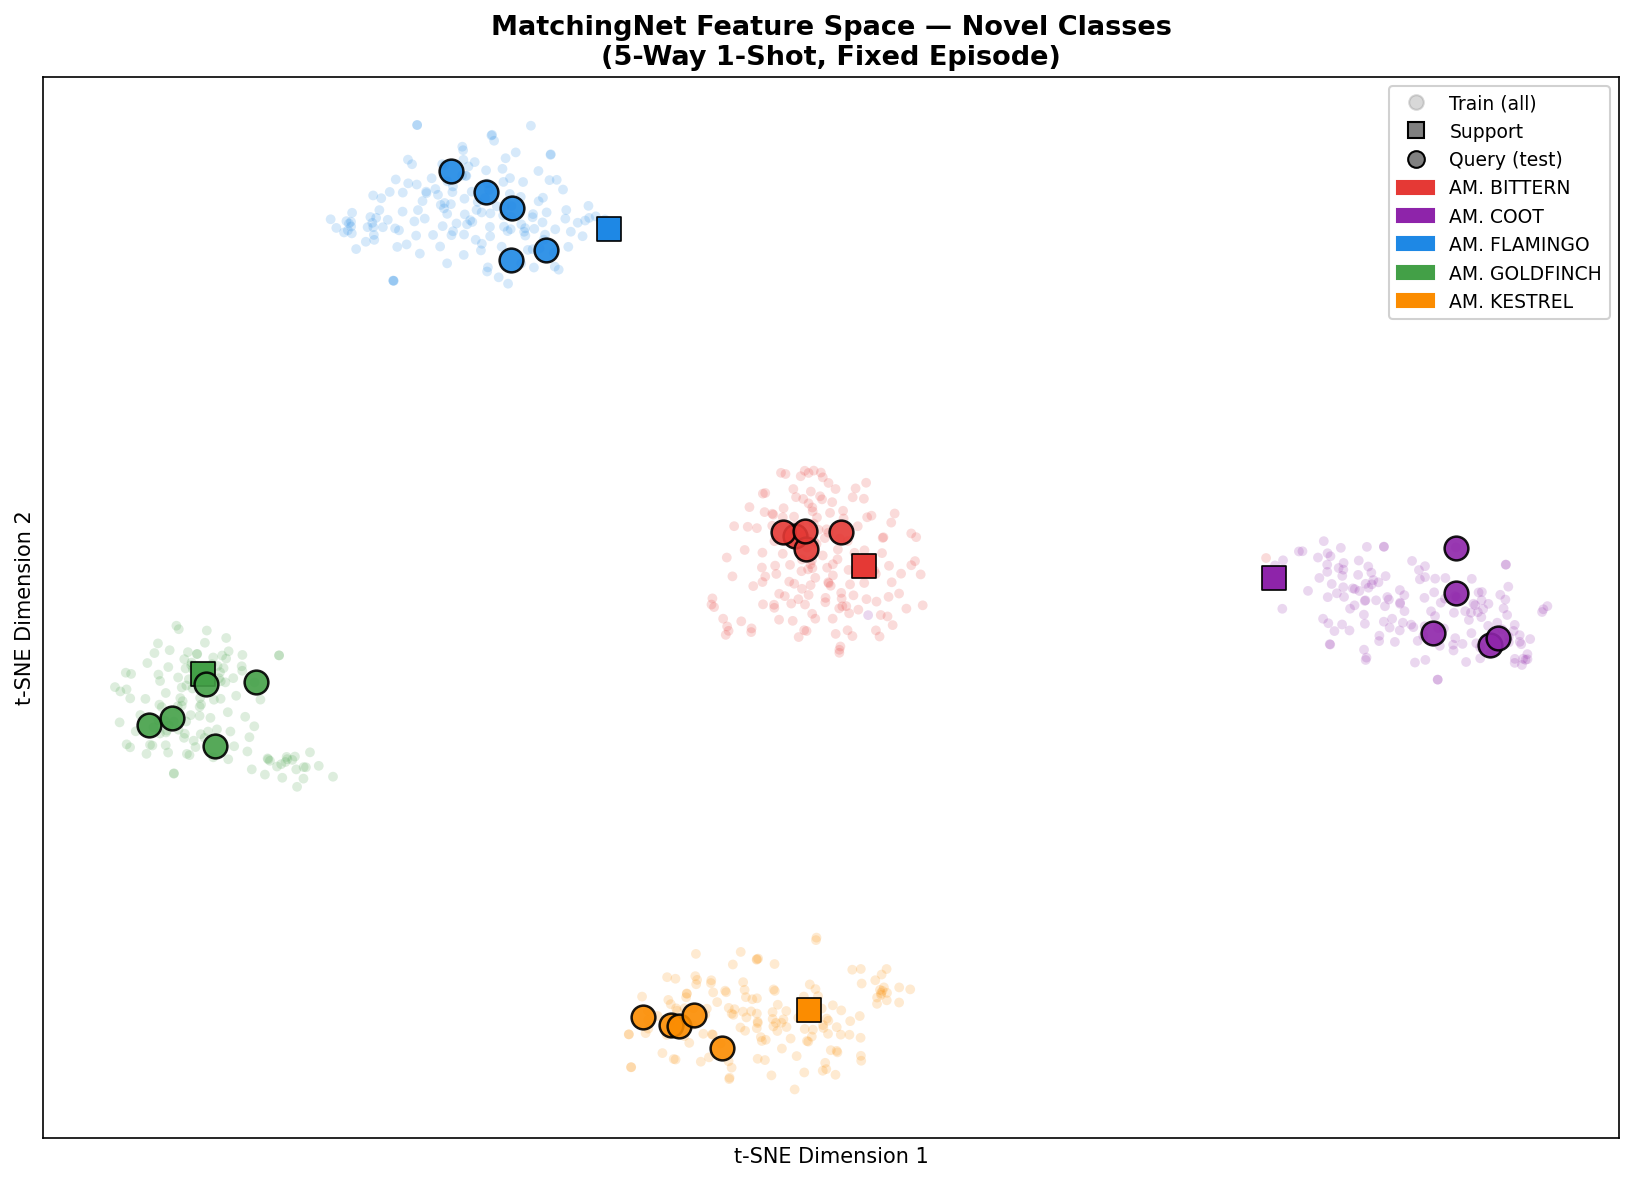 MatchingNet Feature Space — Novel Classes
(5-Way 1-Shot, Fixed Episode)
Train (all)
Support
Query (test)
AM. BITTERN
AM. COOT
AM. FLAMINGO
AM. GOLDFINCH
AM. KESTREL
t-SNE Dimension 2
t-SNE Dimension 1